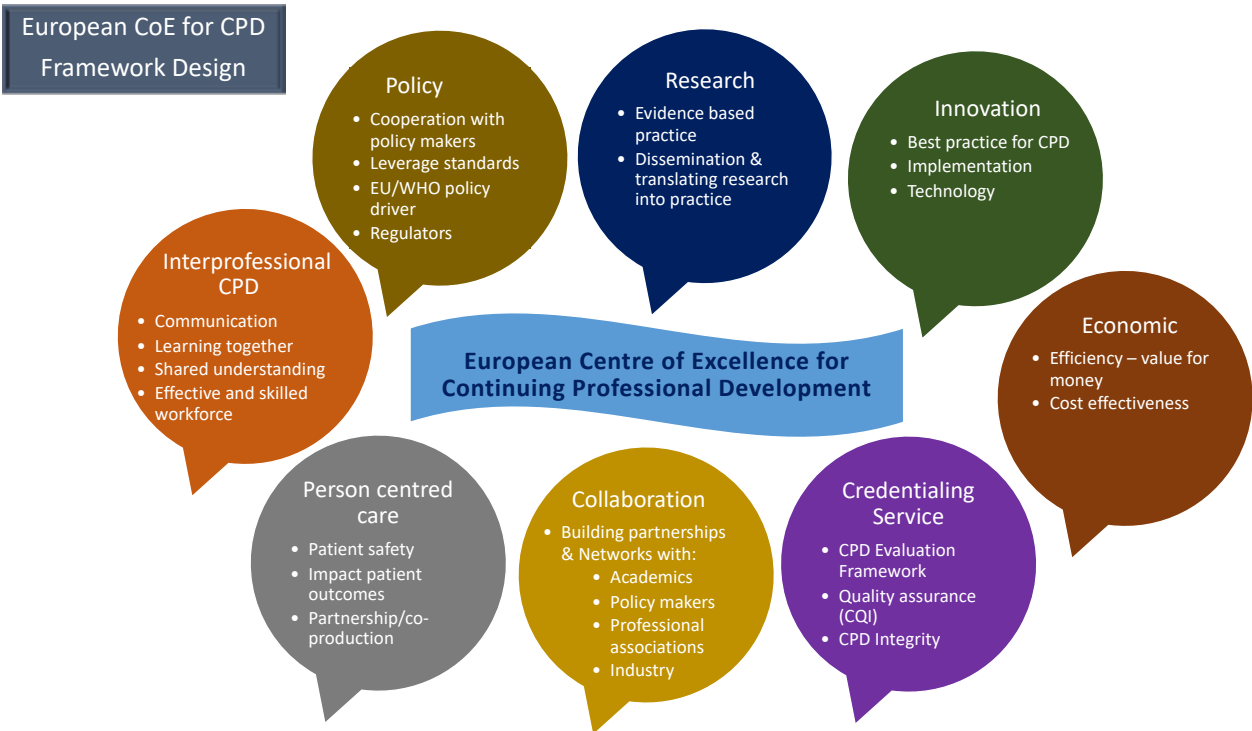 European CoE for CPD
Framework Design
Policy
• Cooperation with
policy makers
• Leverage standards
• EU/WHO policy
driver
• Regulators
Research
• Evidence based
practice
• Dissemination &
translating research
into practice
Innovation
• Best practice for CPD
• Implementation
• Technology
Interprofessional
CPD
• Communication
• Learning together
• Shared understanding
• Effective and skilled
workforce
European Centre of Excellence for
Continuing Professional Development
Economic
• Efficiency – value for
money
• Cost effectiveness
Person centred
care
• Patient safety
• Impact patient
outcomes
• Partnership/co-
production
Collaboration
• Building partnerships
& Networks with:
• Academics
• Policy makers
• Professional
associations
• Industry
Credentialing
Service
• CPD Evaluation
Framework
• Quality assurance
(CQI)
• CPD Integrity